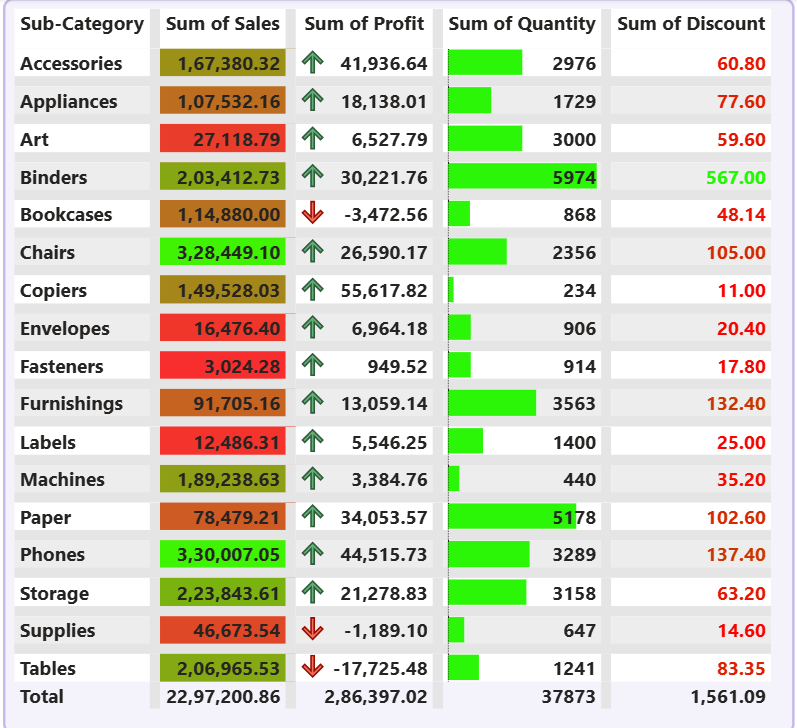 Sub-Category Sum of Sales Sum of Profit Sum of Quantity Sum of Discount
Accessories 1,67,380.32 41,936.64 2976 60.80
Appliances 1,07,532.16 18,138.01 1729 77.60
Art 27,118.79 6,527.79 3000 59.60
Binders 2,03,412.73 30,221.76 5974 567.00
Bookcases 1,14,880.00 -3,472.56 868 48.14
Chairs 3,28,449.10 26,590.17 2356 105.00
Copiers 1,49,528.03 55,617.82 234 11.00
Envelopes 16,476.40 6,964.18 906 20.40
Fasteners 3,024.28 949.52 914 17.80
Furnishings 91,705.16 13,059.14 3563 132.40
Labels 12,486.31 5,546.25 1400 25.00
Machines 1,89,238.63 3,384.76 440 35.20
Paper 78,479.21 34,053.57 5178 102.60
Phones 3,30,007.05 44,515.73 3289 137.40
Storage 2,23,843.61 21,278.83 3158 63.20
Supplies 46,673.54 -1,189.10 647 14.60
Tables 2,06,965.53 -17,725.48 1241 83.35
Total 22,97,200.86 2,86,397.02 37873 1,561.09